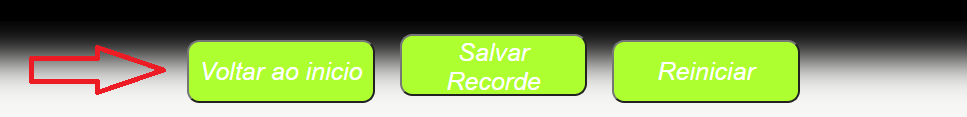 Voltar ao inicio
Salvar
Recorde
Reiniciar